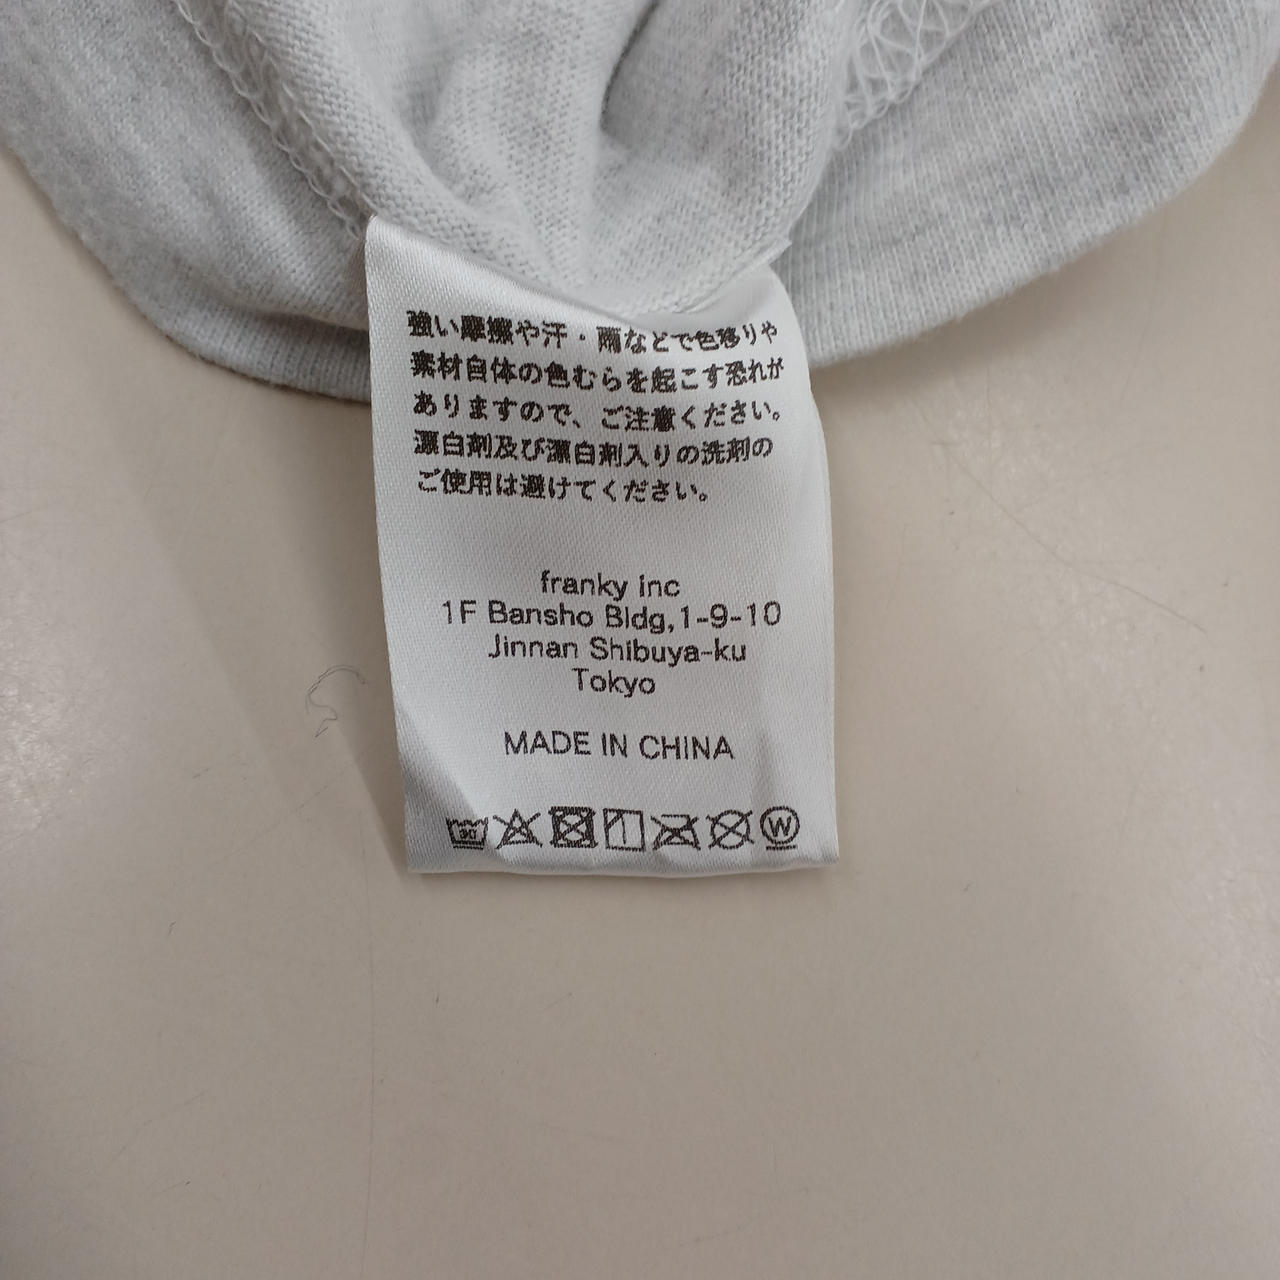 強い摩擦や汗・雨などで色移りや
素材自体の色むらを起こす恐れが
ありますので、ご注意ください。
漂白剤及び漂白剤入りの洗剤の
ご使用は避けてください。
franky inc
1F Bansho Bldg,1-9-10
Jinnan Shibuya-ku
Tokyo
MADE IN CHINA
30 W